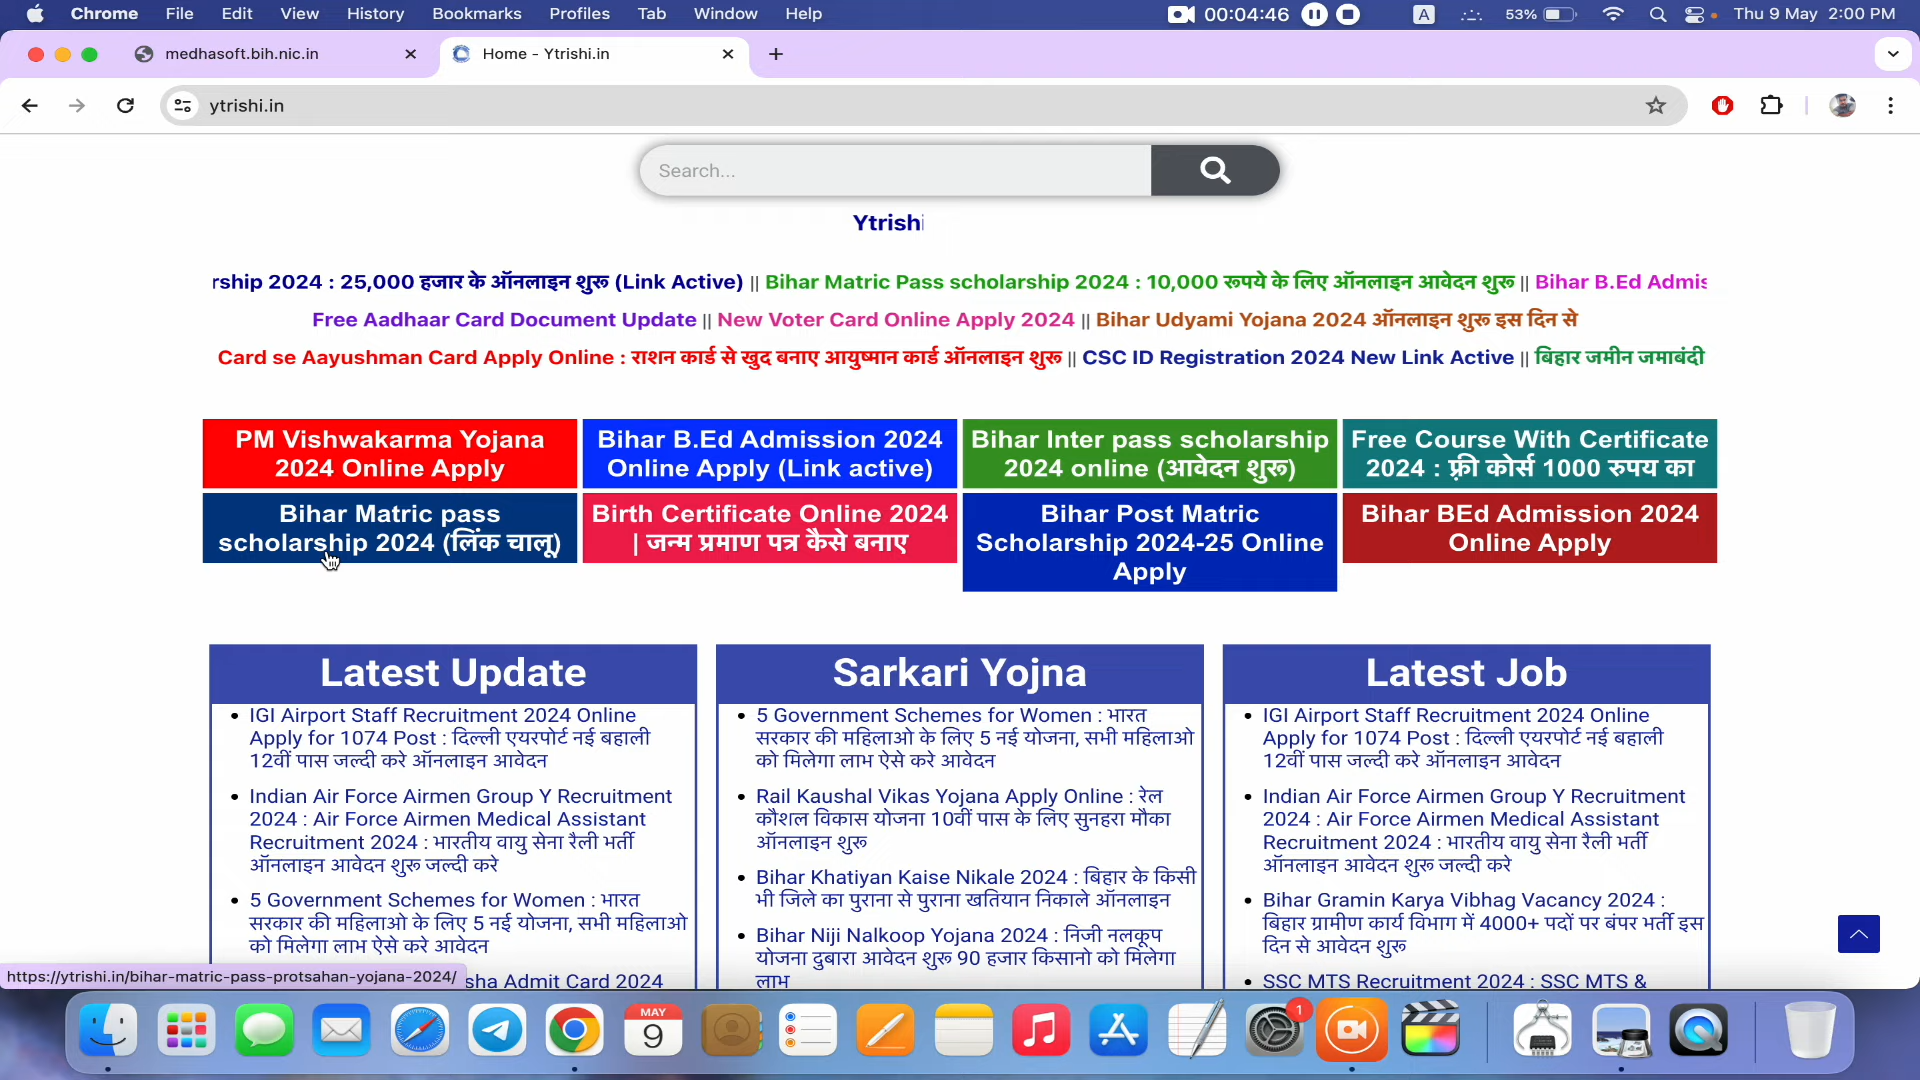 Chrome File Edit View History Bookmarks Profiles Tab Window Help 00:04:46 A 53% Thu 9 May 2:00 PM
medhasoft.bih.nic.in Home - Ytrishi.in
ytrishi.in
Search...
Ytrishi
rship 2024 : 25,000 हजार के ऑनलाइन शुरू (Link Active) || Bihar Matric Pass scholarship 2024 : 10,000 रूपये के लिए ऑनलाइन आवेदन शुरू || Bihar B.Ed Admis
Free Aadhaar Card Document Update || New Voter Card Online Apply 2024 || Bihar Udyami Yojana 2024 ऑनलाइन शुरू इस दिन से
Card se Aayushman Card Apply Online : राशन कार्ड से खुद बनाए आयुष्मान कार्ड ऑनलाइन शुरू || CSC ID Registration 2024 New Link Active || बिहार जमीन जमाबंदी
PM Vishwakarma Yojana
2024 Online Apply
Bihar B.Ed Admission 2024
Online Apply (Link active)
Bihar Inter pass scholarship
2024 online (आवेदन शुरू)
Free Course With Certificate
2024 : फ़्री कोर्स 1000 रुपय का
Bihar Matric pass
scholarship 2024 (लिंक चालू)
Birth Certificate Online 2024
| जन्म प्रमाण पत्र कैसे बनाए
Bihar Post Matric
Scholarship 2024-25 Online
Apply
Bihar BEd Admission 2024
Online Apply
Latest Update
IGI Airport Staff Recruitment 2024 Online
Apply for 1074 Post : दिल्ली एयरपोर्ट नई बहाली
12वीं पास जल्दी करे ऑनलाइन आवेदन
Indian Air Force Airmen Group Y Recruitment
2024 : Air Force Airmen Medical Assistant
Recruitment 2024 : भारतीय वायु सेना रैली भर्ती
ऑनलाइन आवेदन शुरू जल्दी करे
5 Government Schemes for Women : भारत
सरकार की महिलाओ के लिए 5 नई योजना, सभी महिलाओ
को मिलेगा लाभ ऐसे करे आवेदन
sha Admit Card 2024
Sarkari Yojna
5 Government Schemes for Women : भारत
सरकार की महिलाओ के लिए 5 नई योजना, सभी महिलाओ
को मिलेगा लाभ ऐसे करे आवेदन
Rail Kaushal Vikas Yojana Apply Online : रेल
कौशल विकास योजना 10वीं पास के लिए सुनहरा मौका
ऑनलाइन शुरू
Bihar Khatiyan Kaise Nikale 2024 : बिहार के किसी
भी जिले का पुराना से पुराना खतियान निकाले ऑनलाइन
Bihar Niji Nalkoop Yojana 2024 : निजी नलकूप
योजना दुबारा आवेदन शुरू 90 हजार किसानो को मिलेगा
लाभ
Latest Job
IGI Airport Staff Recruitment 2024 Online
Apply for 1074 Post : दिल्ली एयरपोर्ट नई बहाली
12वीं पास जल्दी करे ऑनलाइन आवेदन
Indian Air Force Airmen Group Y Recruitment
2024 : Air Force Airmen Medical Assistant
Recruitment 2024 : भारतीय वायु सेना रैली भर्ती
ऑनलाइन आवेदन शुरू जल्दी करे
Bihar Gramin Karya Vibhag Vacancy 2024 :
बिहार ग्रामीण कार्य विभाग में 4000+ पदों पर बंपर भर्ती इस
दिन से आवेदन शुरू
SSC MTS Recruitment 2024 : SSC MTS &
https://ytrishi.in/bihar-matric-pass-protsahan-yojana-2024/
MAY
9
1